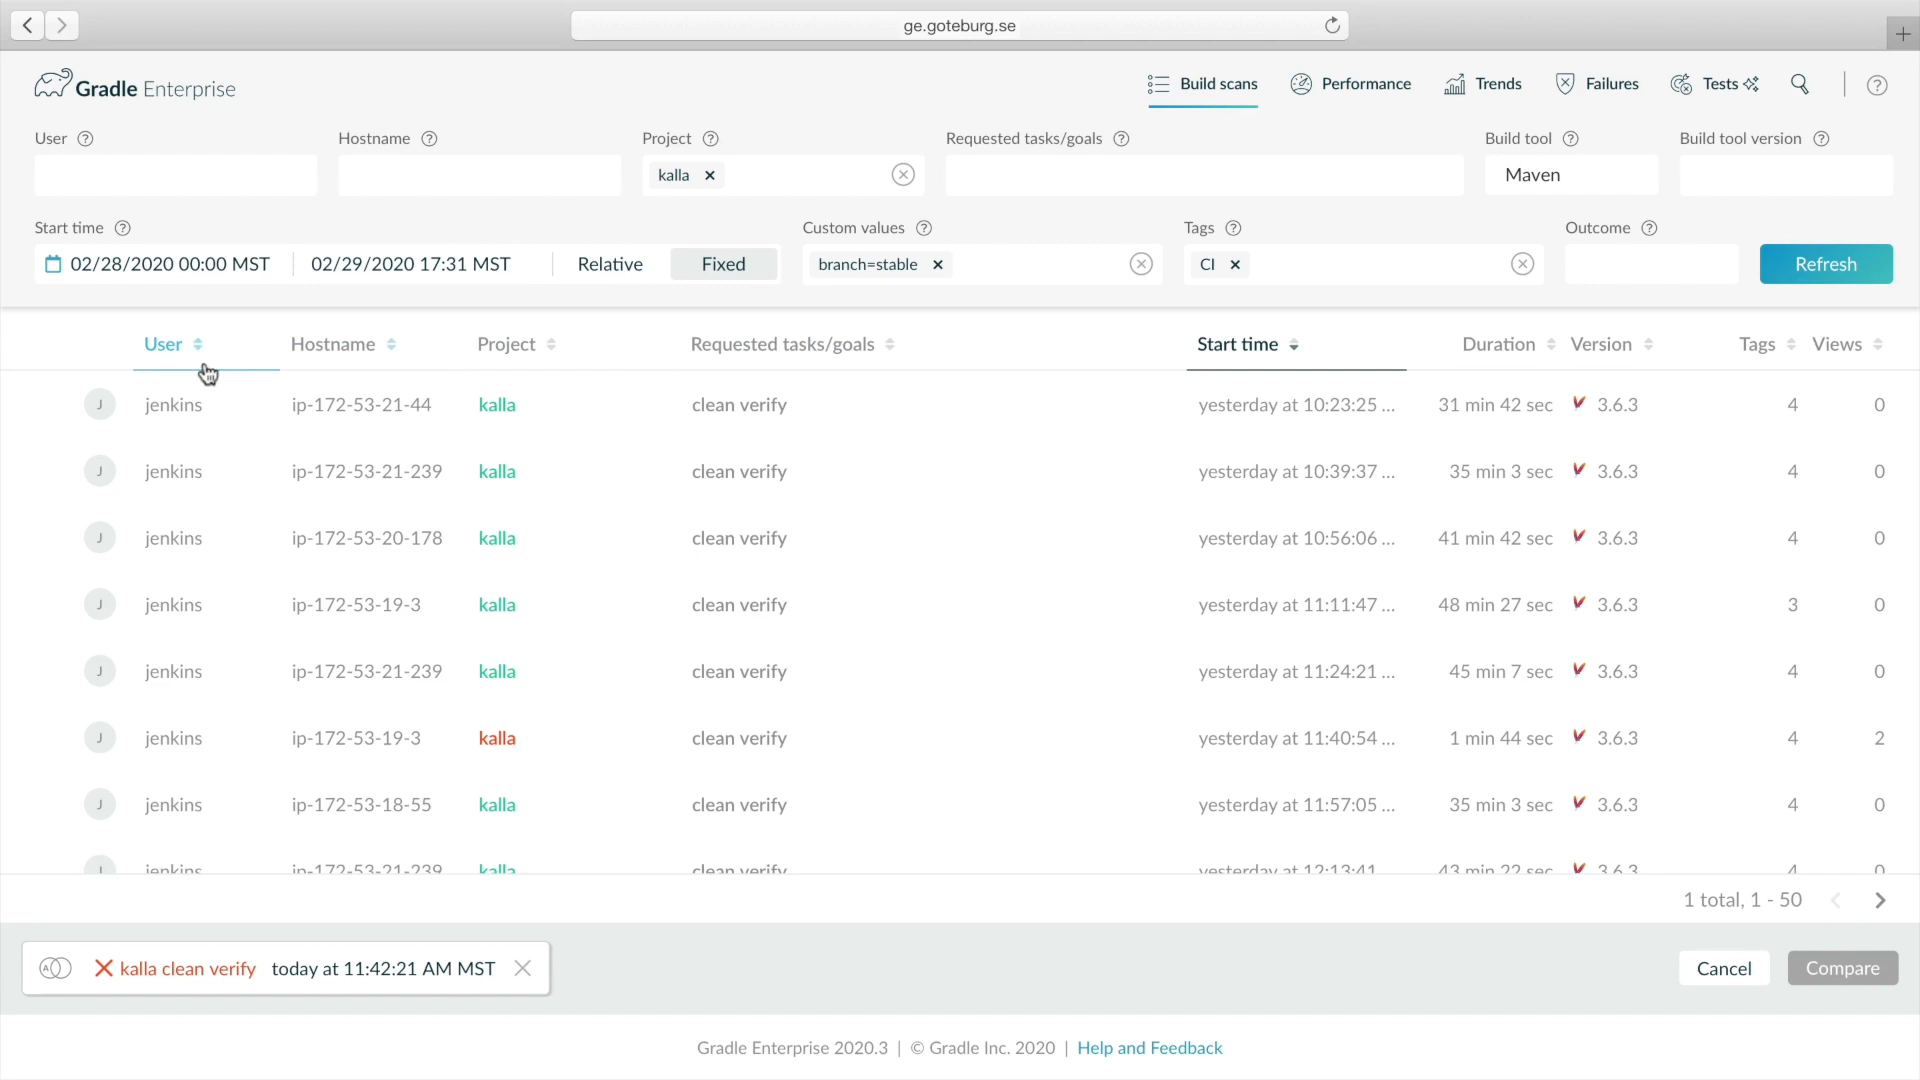 ge.goteburg.se
Gradle Enterprise
Build scans Performance Trends Failures Tests
User Hostname Project Requested tasks/goals Build tool Build tool version
kalla Maven
Start time Custom values Tags Outcome
02/28/2020 00:00 MST 02/29/2020 17:31 MST Relative Fixed branch=stable CI Refresh
User Hostname Project Requested tasks/goals Start time Duration Version Tags Views
J jenkins ip-172-53-21-44 kalla clean verify yesterday at 10:23:25 ... 31 min 42 sec 3.6.3 4 0
J jenkins ip-172-53-21-239 kalla clean verify yesterday at 10:39:37 ... 35 min 3 sec 3.6.3 4 0
J jenkins ip-172-53-20-178 kalla clean verify yesterday at 10:56:06 ... 41 min 42 sec 3.6.3 4 0
J jenkins ip-172-53-19-3 kalla clean verify yesterday at 11:11:47 ... 48 min 27 sec 3.6.3 3 0
J jenkins ip-172-53-21-239 kalla clean verify yesterday at 11:24:21 ... 45 min 7 sec 3.6.3 4 0
J jenkins ip-172-53-19-3 kalla clean verify yesterday at 11:40:54 ... 1 min 44 sec 3.6.3 4 2
J jenkins ip-172-53-18-55 kalla clean verify yesterday at 11:57:05 ... 35 min 3 sec 3.6.3 4 0
J jenkins ip-172-53-21-239 kalla clean verify yesterday at 12:13:41 43 min 22 sec 3.6.3 4 0
1 total, 1 - 50
A kalla clean verify today at 11:42:21 AM MST Cancel Compare
Gradle Enterprise 2020.3 | © Gradle Inc. 2020 | Help and Feedback